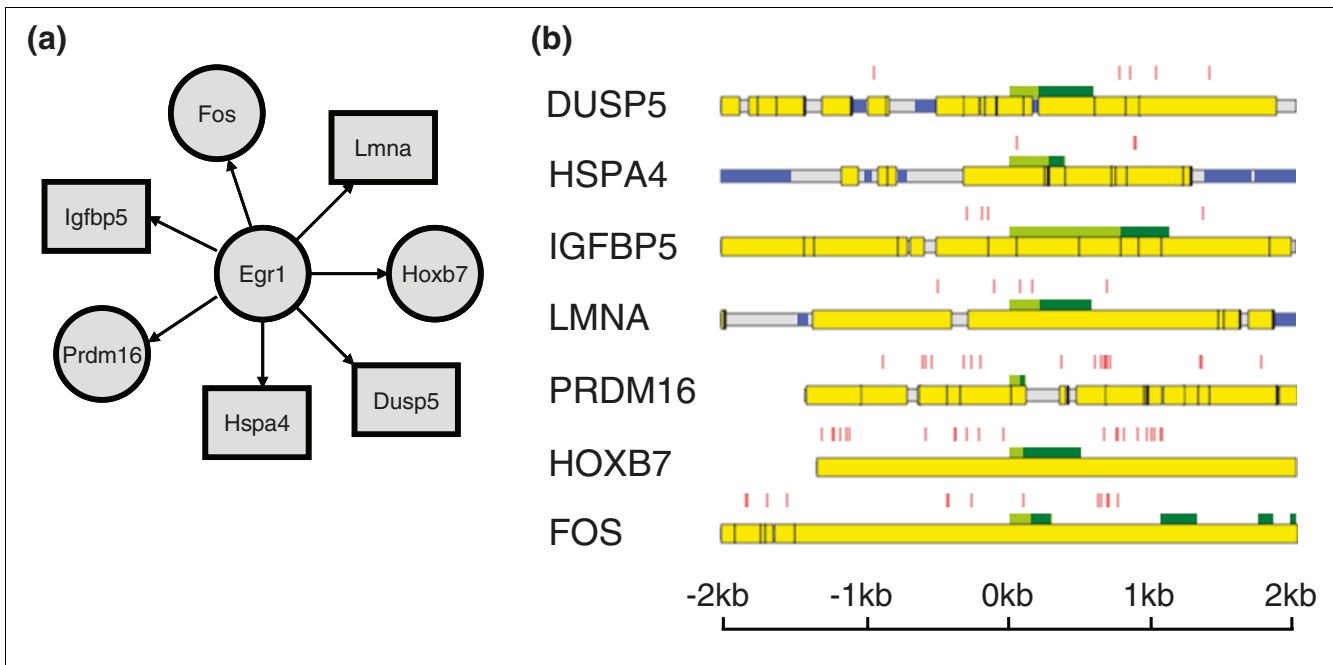 (a)
Fos
Lmna
Igfbp5
Egr1
Hoxb7
Prdm16
Hspa4
Dusp5
(b)
DUSP5
HSPA4
IGFBP5
LMNA
PRDM16
HOXB7
FOS
-2kb -1kb 0kb 1kb 2kb